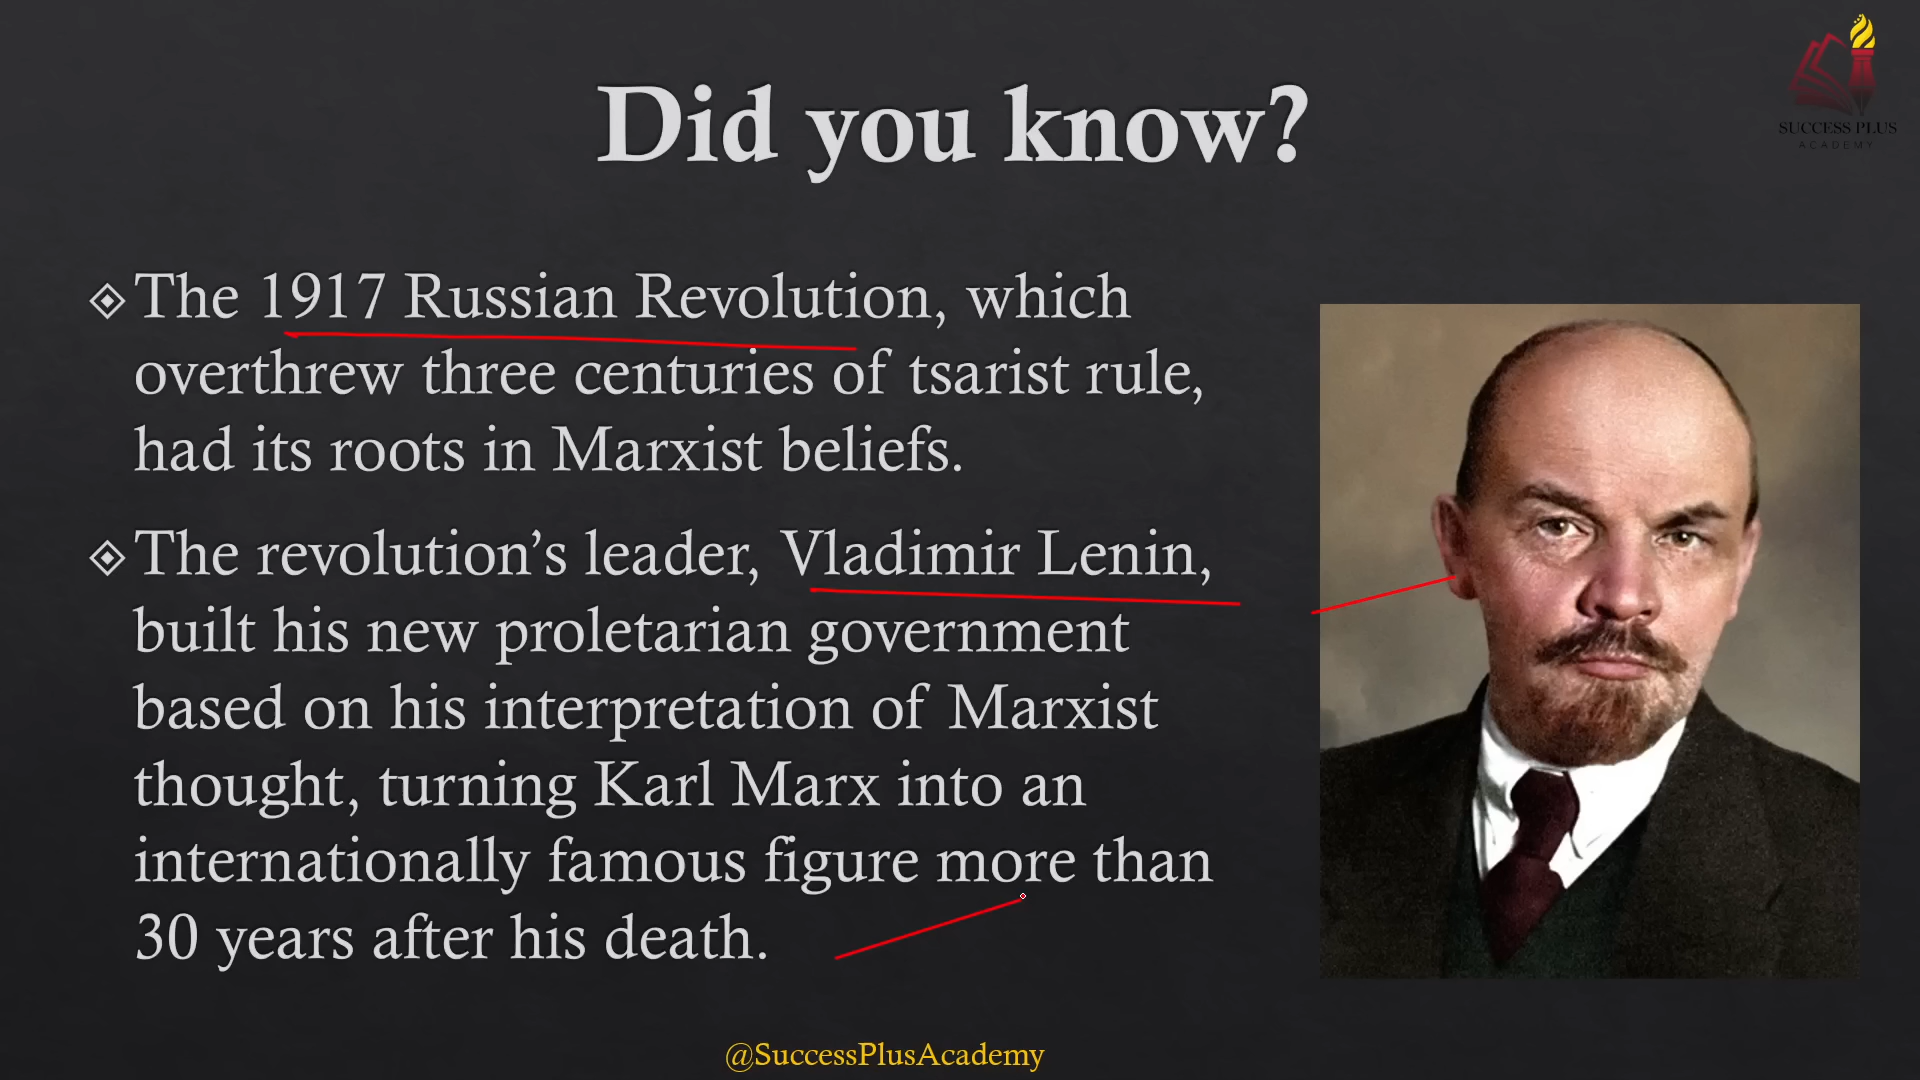 SUCCESS PLUS
ACADEMY
Did you know?
The 1917 Russian Revolution, which
overthrew three centuries of tsarist rule,
had its roots in Marxist beliefs.
The revolution’s leader, Vladimir Lenin,
built his new proletarian government
based on his interpretation of Marxist
thought, turning Karl Marx into an
internationally famous figure more than
30 years after his death.
@SuccessPlusAcademy